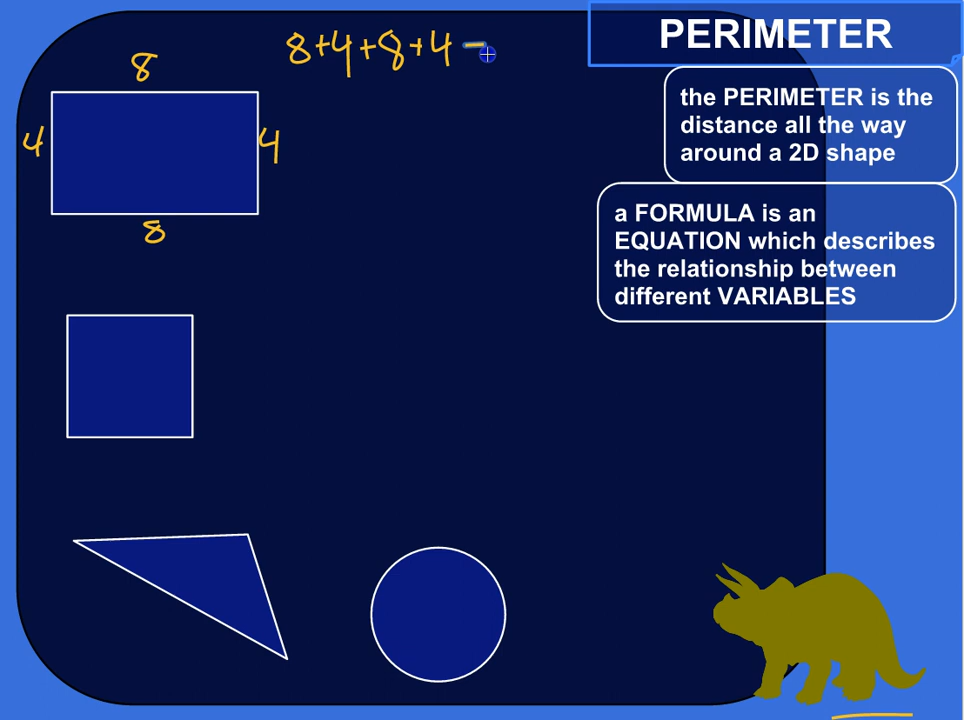 PERIMETER
8+4+8+4 =
8
4
4
8
the PERIMETER is the
distance all the way
around a 2D shape
a FORMULA is an
EQUATION which describes
the relationship between
different VARIABLES